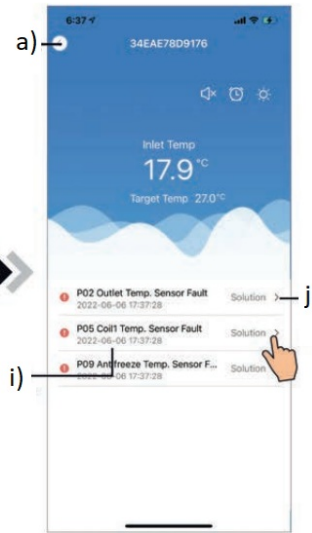 6:37
a)
34EAE78D9176
Inlet Temp
17.9°C
Target Temp 27.0°C
P02 Outlet Temp. Sensor Fault
Solution
j
2022-06-06 17:37:28
P05 Coil1 Temp. Sensor Fault
Solution
2022-06-06 17:37:28
i)
P09 Antifreeze Temp. Sensor F...
Solution
2022-06-06 17:37:28